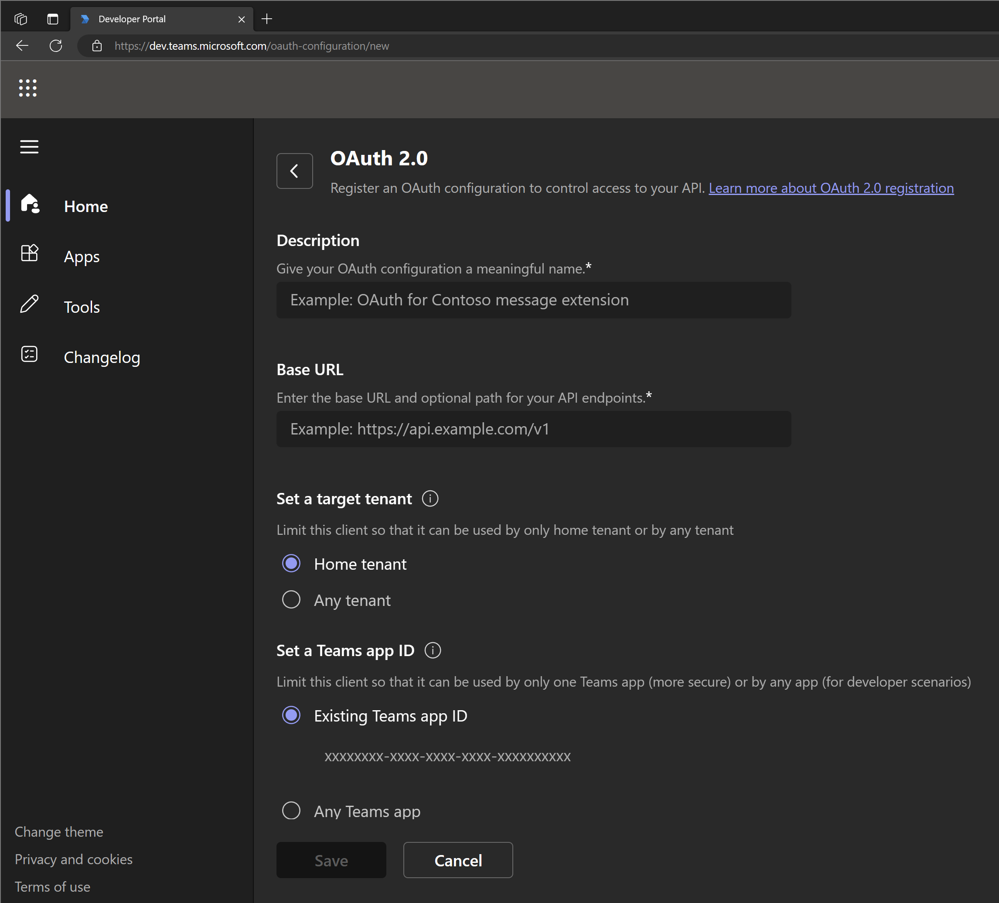 Developer Portal
https://dev.teams.microsoft.com/oauth-configuration/new
OAuth 2.0
Register an OAuth configuration to control access to your API. Learn more about OAuth 2.0 registration
Home
Apps
Tools
Changelog
Description
Give your OAuth configuration a meaningful name.*
Example: OAuth for Contoso message extension
Base URL
Enter the base URL and optional path for your API endpoints.*
Example: https://api.example.com/v1
Set a target tenant
Limit this client so that it can be used by only home tenant or by any tenant
Home tenant
Any tenant
Set a Teams app ID
Limit this client so that it can be used by only one Teams app (more secure) or by any app (for developer scenarios)
Existing Teams app ID
xxxxxxxx-xxxx-xxxx-xxxx-xxxxxxxxxx
Any Teams app
Save
Cancel
Change theme
Privacy and cookies
Terms of use